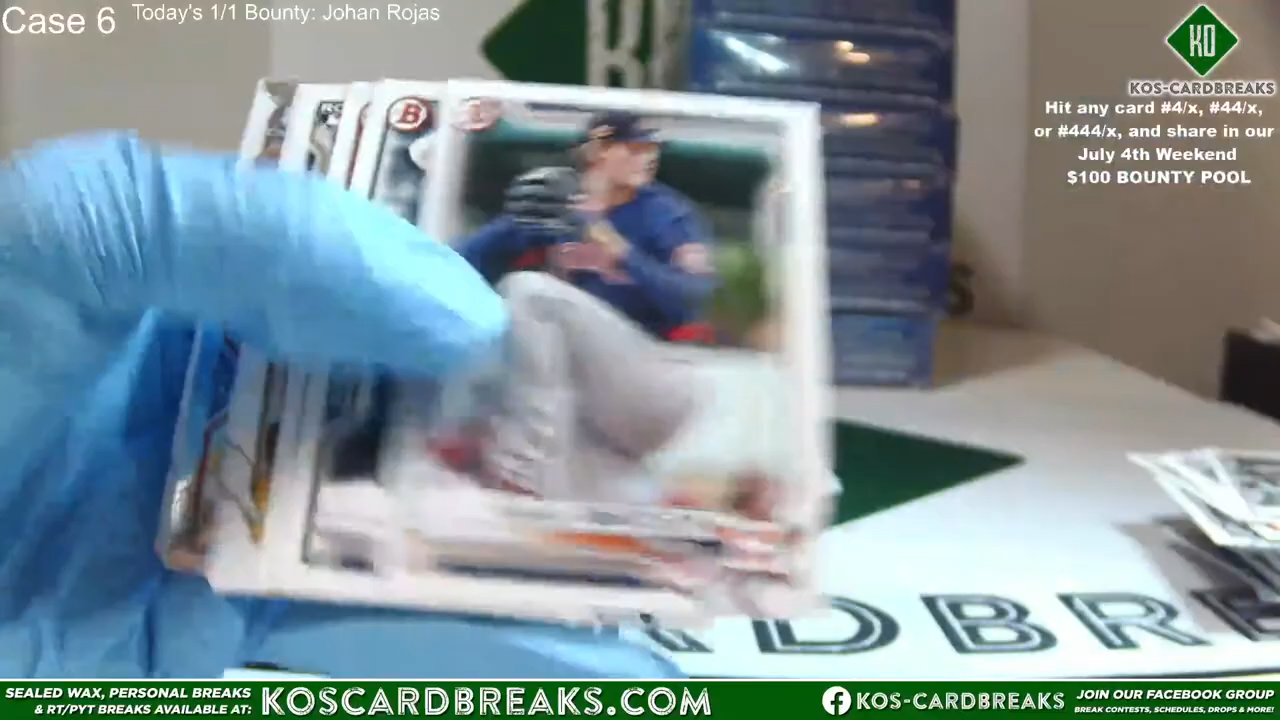 Case 6
Today's 1/1 Bounty: Johan Rojas
KO
KOS-CARDBREAKS
Hit any card #4/x, #44/x,
or #444/x, and share in our
July 4th Weekend
$100 BOUNTY POOL
B
RDBRE
SEALED WAX, PERSONAL BREAKS
& RT/PYT BREAKS AVAILABLE AT:
KOSCARDBREAKS.COM
KOS-CARDBREAKS
JOIN OUR FACEBOOK GROUP
BREAK CONTESTS, SCHEDULES, DROPS & MORE!